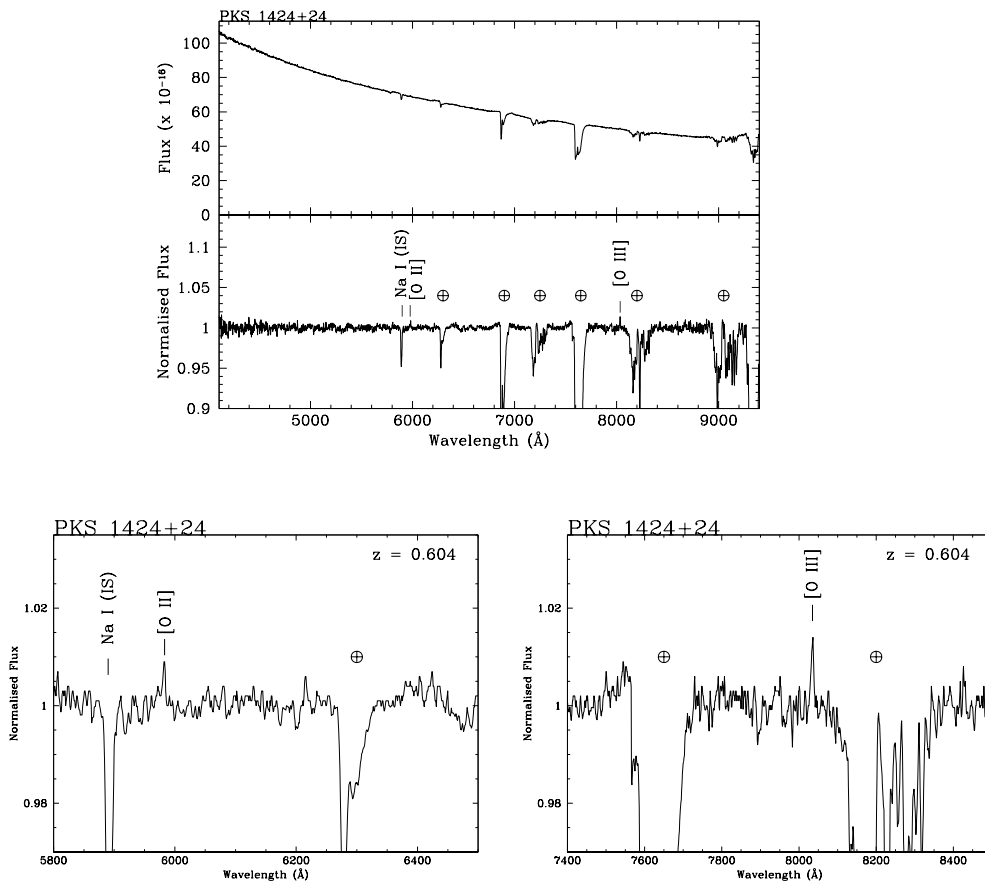 PKS 1424+24
100
80
60
40
20
0
Flux (x 10⁻¹⁶)
Na I (IS)
[O II]
[O III]
⊕ ⊕ ⊕ ⊕ ⊕ ⊕
1.1
1.05
1
0.95
0.9
Normalised Flux
5000 6000 7000 8000 9000
Wavelength (Å)
PKS 1424+24
z = 0.604
Na I (IS)
[O II]
⊕
1.02
1
0.98
Normalised Flux
5800 6000 6200 6400
Wavelength (Å)
PKS 1424+24
z = 0.604
[O III]
⊕ ⊕
1.02
1
0.98
Normalised Flux
7400 7600 7800 8000 8200 8400
Wavelength (Å)